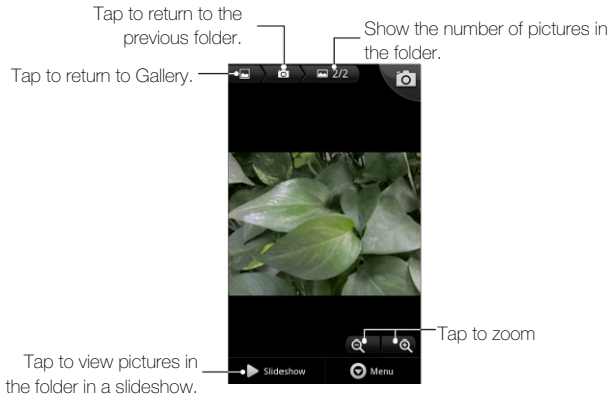 Tap to return to the
previous folder.
Show the number of pictures in
the folder.
Tap to return to Gallery.
2/2
Tap to zoom
Tap to view pictures in
the folder in a slideshow.
Slideshow
Menu